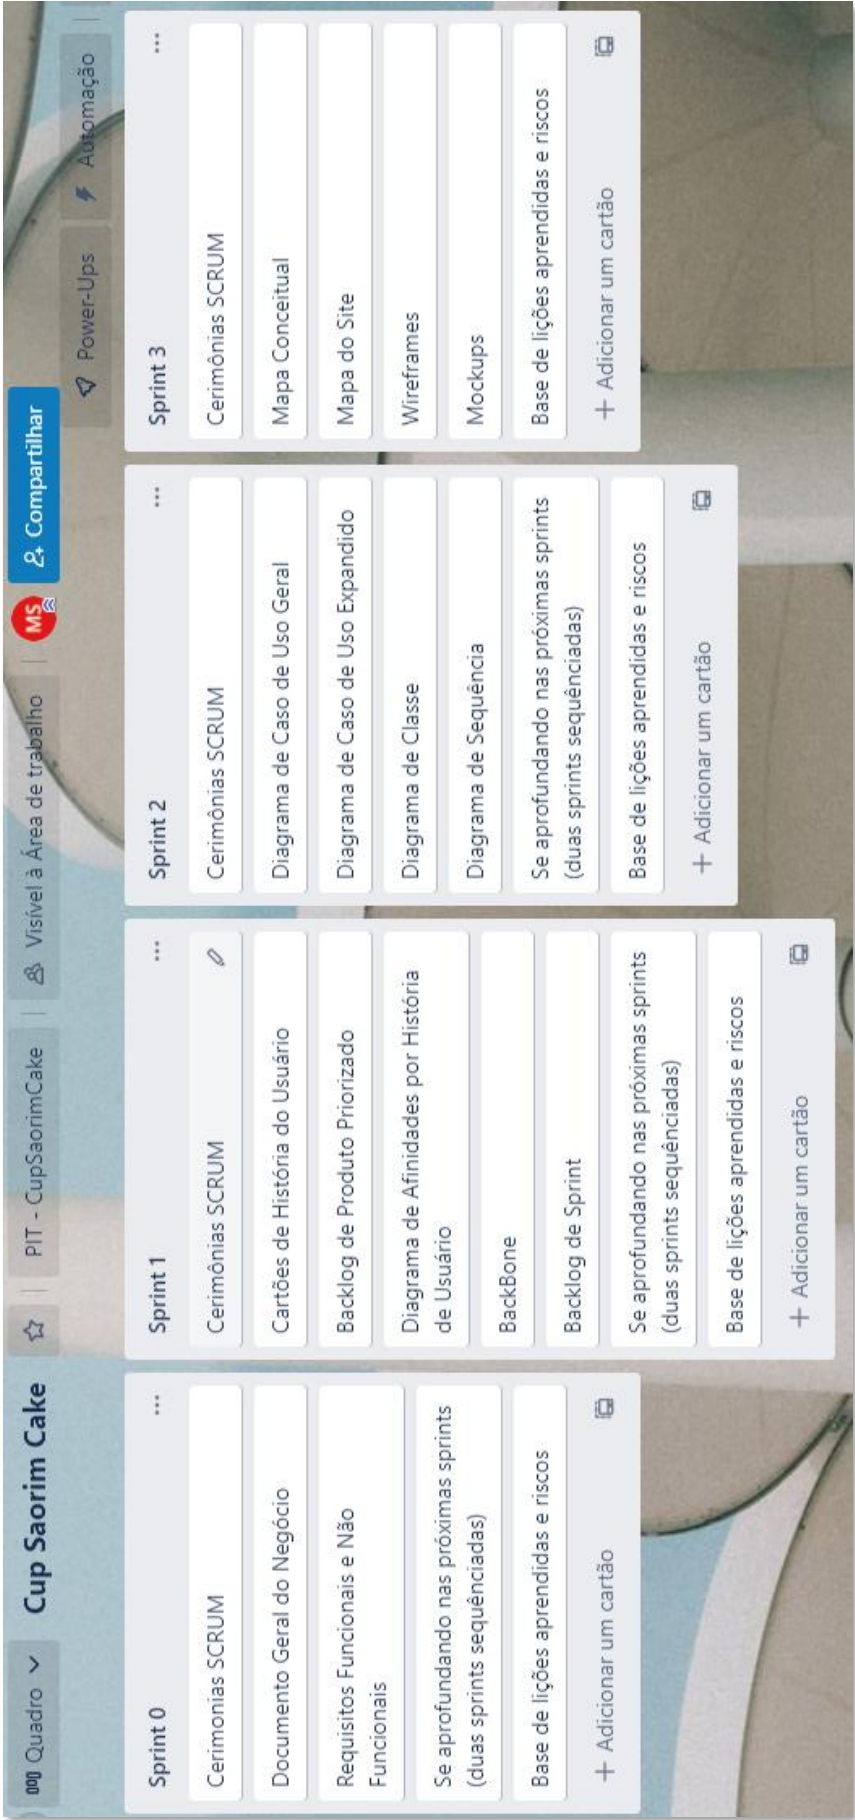 Quadro
Cup Saorim Cake
PIT - CupSaorimCake
Visível à Área de trabalho
MS
Compartilhar
Power-Ups
Automação
Sprint 0
Cerimonias SCRUM
Documento Geral do Negócio
Requisitos Funcionais e Não
Funcionais
Se aprofundando nas próximas sprints
(duas sprints sequênciadas)
Base de lições aprendidas e riscos
+ Adicionar um cartão
Sprint 1
Cerimônias SCRUM
Cartões de História do Usuário
Backlog de Produto Priorizado
Diagrama de Afinidades por História
de Usuário
BackBone
Backlog de Sprint
Se aprofundando nas próximas sprints
(duas sprints sequênciadas)
Base de lições aprendidas e riscos
+ Adicionar um cartão
Sprint 2
Cerimônias SCRUM
Diagrama de Caso de Uso Geral
Diagrama de Caso de Uso Expandido
Diagrama de Classe
Diagrama de Sequência
Se aprofundando nas próximas sprints
(duas sprints sequênciadas)
Base de lições aprendidas e riscos
+ Adicionar um cartão
Sprint 3
Cerimônias SCRUM
Mapa Conceitual
Mapa do Site
Wireframes
Mockups
Base de lições aprendidas e riscos
+ Adicionar um cartão